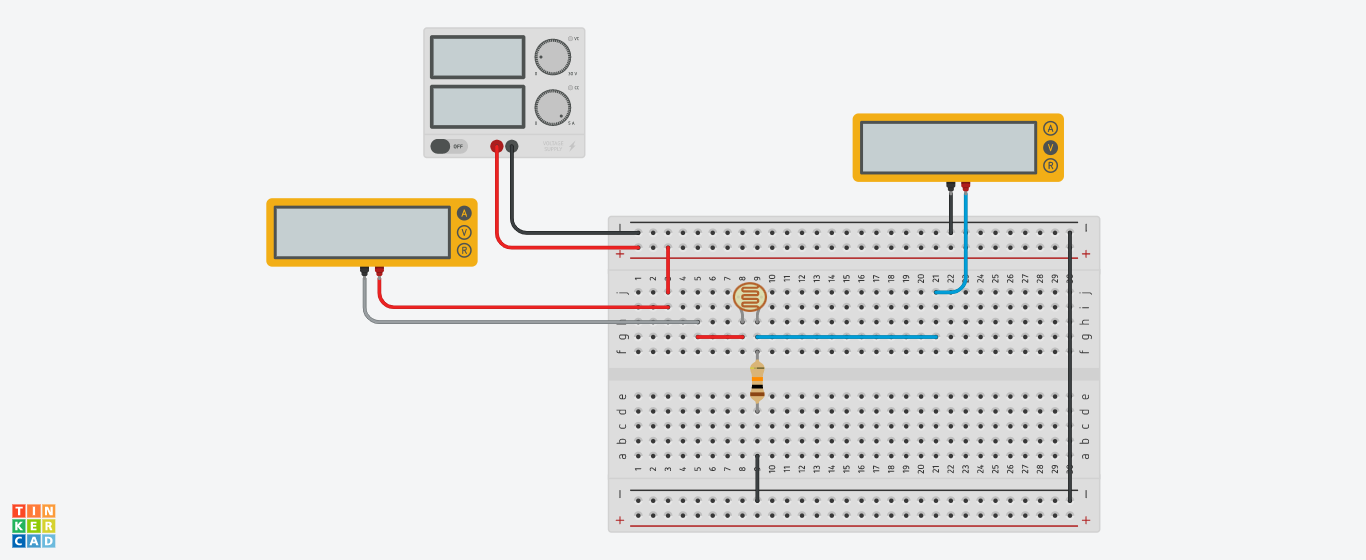 0 30 V
0 5 A
OFF
VOLTAGE
SUPPLY
A
V
R
A
V
R
− −
+ +
1 2 3 4 5 6 7 8 9 10 11 12 13 14 15 16 17 18 19 20 21 22 23 24 25 26 27 28 29 30
j j
i i
h h
g g
f f
e e
d d
c c
b b
a a
1 2 3 4 5 6 7 8 9 10 11 12 13 14 15 16 17 18 19 20 21 22 23 24 25 26 27 28 29 30
− −
+ +
TIN
KER
CAD